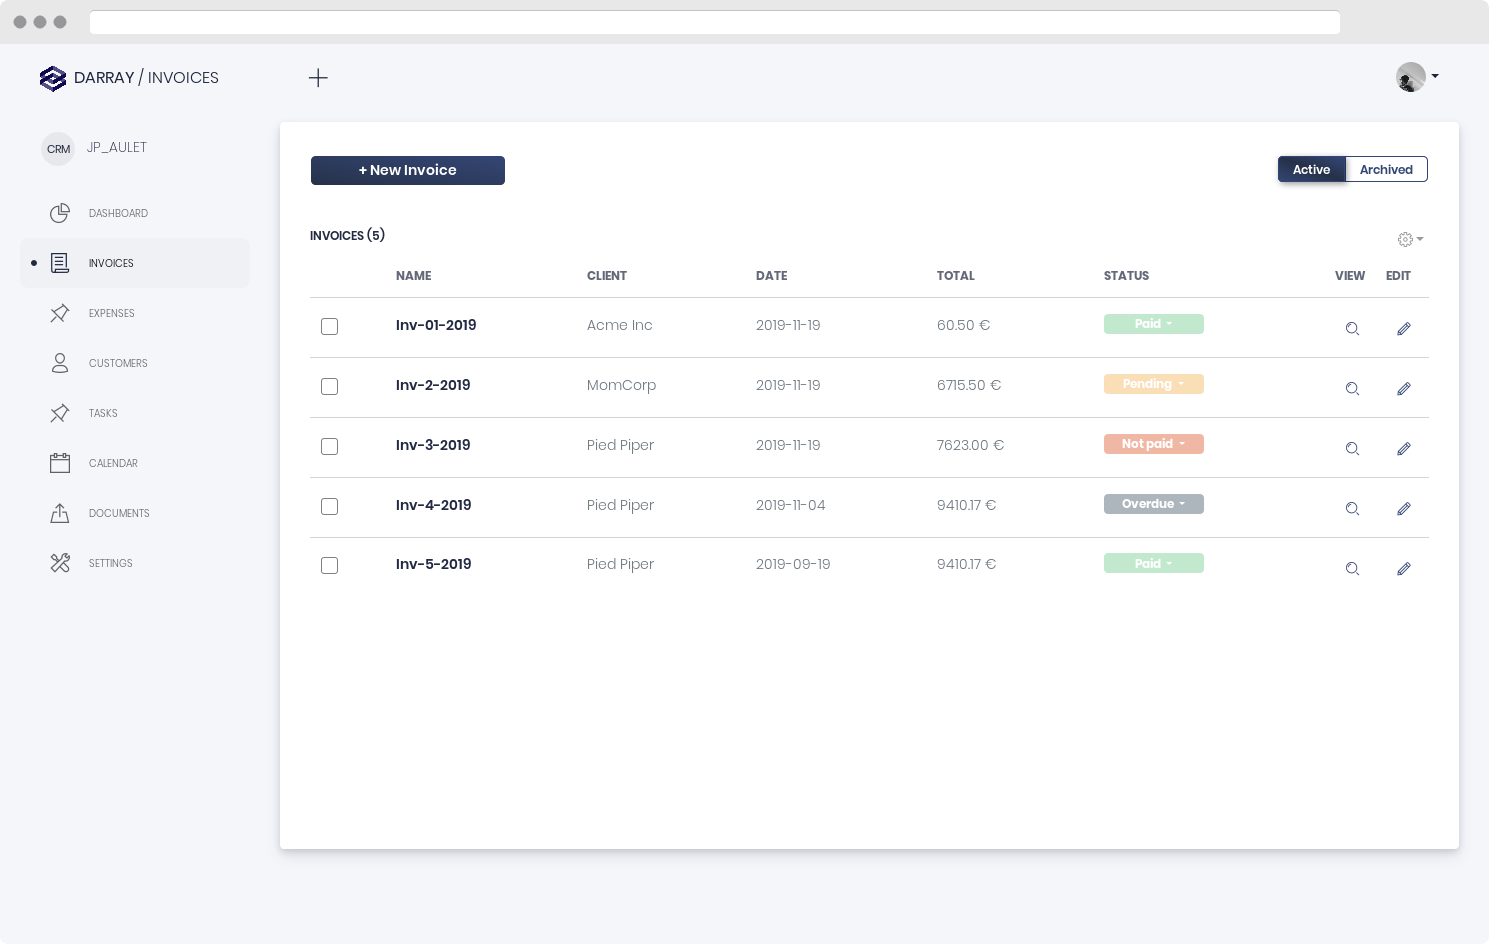 DARRAY / INVOICES
CRM JP_AULET
DASHBOARD
INVOICES
EXPENSES
CUSTOMERS
TASKS
CALENDAR
DOCUMENTS
SETTINGS
+ New Invoice
Active Archived
INVOICES (5)
NAME CLIENT DATE TOTAL STATUS VIEW EDIT
Inv-01-2019 Acme Inc 2019-11-19 60.50 € Paid
Inv-2-2019 MomCorp 2019-11-19 6715.50 € Pending
Inv-3-2019 Pied Piper 2019-11-19 7623.00 € Not paid
Inv-4-2019 Pied Piper 2019-11-04 9410.17 € Overdue
Inv-5-2019 Pied Piper 2019-09-19 9410.17 € Paid